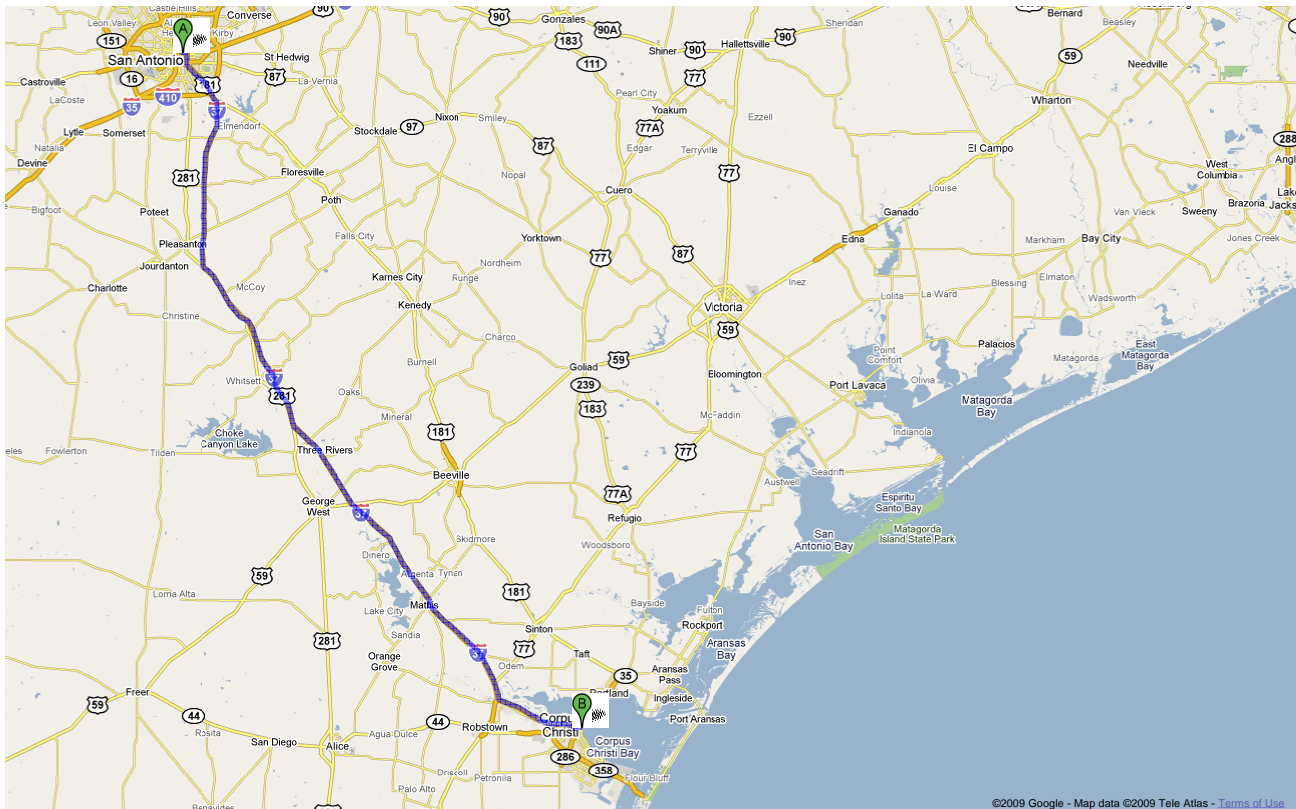 Castle Hills
Converse
90
Gonzales
90A
90
Bernard
Beasley
Leon Valley
Kirby
Sheridan
183
Shiner
90
Hallettsville
90
59
Needville
151
A
San Antonio
St Hedwig
87
La Vernia
111
77
16
Castroville
281
Pearl City
Wharton
LaCoste
35
410
37
Elmendorf
Nixon
Smiley
Yoakum
Ezzell
288
Lytle
Somerset
Stockdale
97
77A
Natalia
87
Edgar
Terryville
El Campo
Devine
Floresville
Nopal
77
West
Columbia
281
Louise
Lake
Jackso
Bigfoot
Poteet
Poth
Cuero
Ganado
Van Vleck
Sweeny
Brazoria
Pleasanton
Falls City
Yorktown
87
Edna
Markham
Bay City
Jones Creek
Jourdanton
77
Nordheim
Karnes City
Runge
Inez
Blessing
Elmaton
Charlotte
McCoy
Kenedy
Victoria
Lolita
La-Ward
Wadsworth
Christine
59
Charco
Palacios
East
Matagorda
Bay
Burnell
Goliad
59
Point
Comfort
Matagorda
Whitsett
37
Bloomington
Olivia
281
Oaks
239
Port Lavaca
Matagorda
Bay
183
McFaddin
Mineral
Choke
Canyon Lake
181
Indianola
eles
Fowlerton
Tilden
Three Rivers
77
Beeville
Seadrift
Austwell
George
West
77A
Espiritu
Santo Bay
37
Refugio
San
Antonio Bay
Matagorda
Island State Park
Skidmore
Woodsboro
Dinero
59
Argenta
Tynan
181
Loma Alta
Bayside
Lake City
Mathis
Fulton
Rockport
Sinton
281
Sandia
Aransas
Bay
37
77
Taft
Orange
Grove
Odem
35
Aransas
Pass
Freer
Portland
Ingleside
59
B
44
44
Corpus
Christi
Port Aransas
Rosita
Agua Dulce
Robstown
San Diego
Alice
Corpus
Christi Bay
286
Driscoll
358
Petronila
Flour Bluff
Palo Alto
Benavides
©2009 Google - Map data ©2009 Tele Atlas - Terms of Use